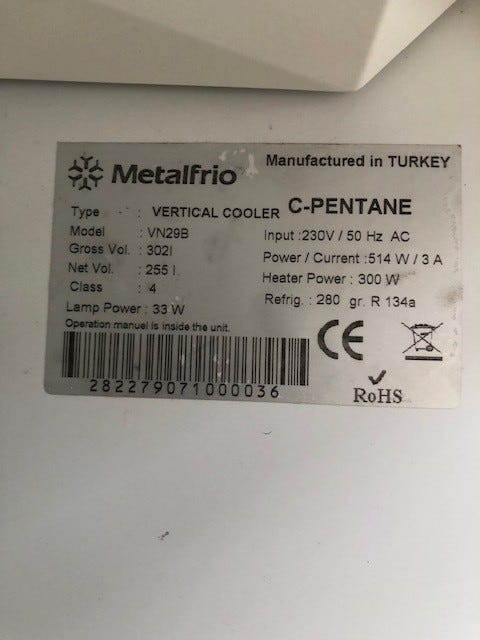 Metalfrio
Manufactured in TURKEY
Type : VERTICAL COOLER C-PENTANE
Model : VN29B
Gross Vol. : 302l
Net Vol. : 255 l.
Class : 4
Lamp Power : 33 W
Input :230V / 50 Hz AC
Power / Current :514 W / 3 A
Heater Power : 300 W
Refrig. : 280 gr. R 134a
Operation manuel is inside the unit.
CE
282279071000036
RoHS